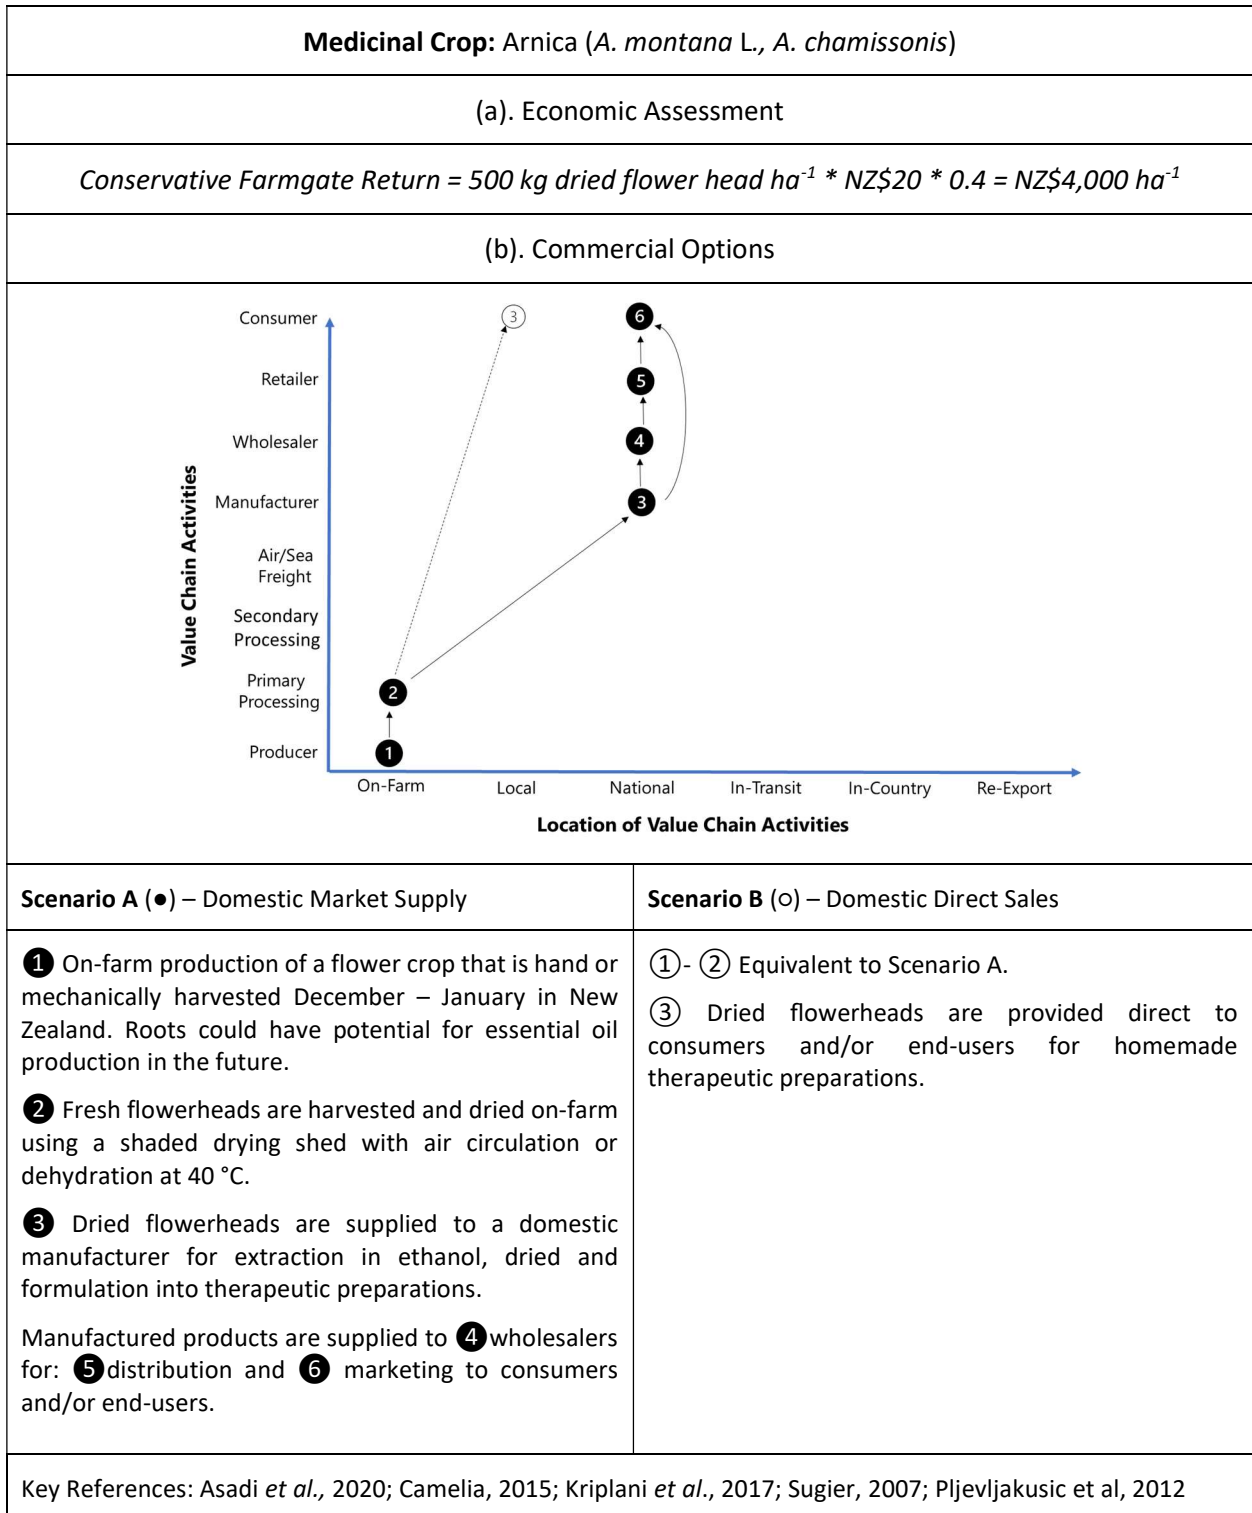 Medicinal Crop: Arnica (A. montana L., A. chamissonis)
(a). Economic Assessment
Conservative Farmgate Return = 500 kg dried flower head ha⁻¹ * NZ$20 * 0.4 = NZ$4,000 ha⁻¹
(b). Commercial Options
Value Chain Activities
Consumer
③
❻
Retailer
❺
Wholesaler
❹
Manufacturer
❸
Air/Sea
Freight
Secondary
Processing
Primary
Processing
❷
Producer
❶
On-Farm
Local
National
In-Transit
In-Country
Re-Export
Location of Value Chain Activities
Scenario A (●) – Domestic Market Supply
❶ On-farm production of a flower crop that is hand or
mechanically harvested December – January in New
Zealand. Roots could have potential for essential oil
production in the future.
❷ Fresh flowerheads are harvested and dried on-farm
using a shaded drying shed with air circulation or
dehydration at 40 °C.
❸ Dried flowerheads are supplied to a domestic
manufacturer for extraction in ethanol, dried and
formulation into therapeutic preparations.
Manufactured products are supplied to ❹wholesalers
for: ❺distribution and ❻ marketing to consumers
and/or end-users.
Scenario B (○) – Domestic Direct Sales
①- ② Equivalent to Scenario A.
③ Dried flowerheads are provided direct to
consumers and/or end-users for homemade
therapeutic preparations.
Key References: Asadi et al., 2020; Camelia, 2015; Kriplani et al., 2017; Sugier, 2007; Pljevljakusic et al, 2012